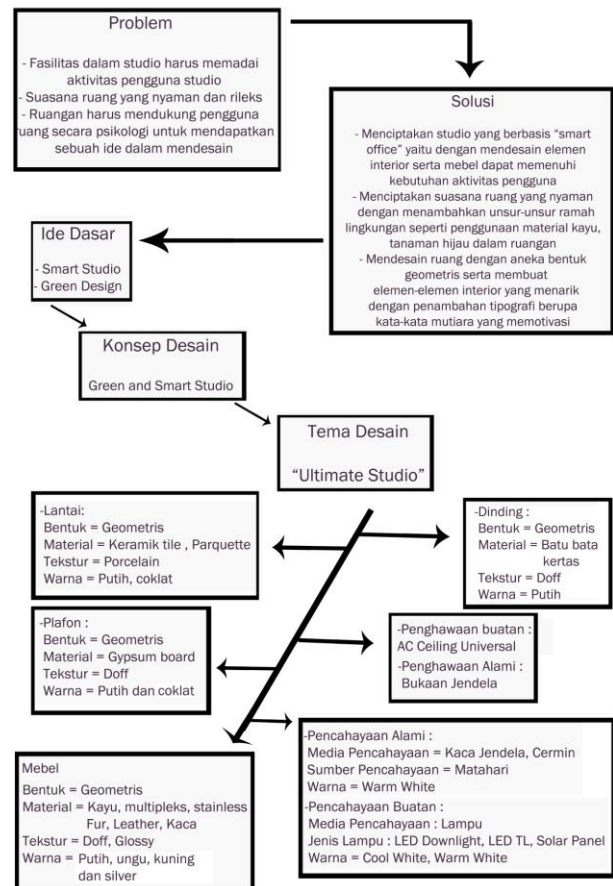 Problem
- Fasilitas dalam studio harus memadai
aktivitas pengguna studio
- Suasana ruang yang nyaman dan rileks
- Ruangan harus mendukung pengguna
ruang secara psikologi untuk mendapatkan
sebuah ide dalam mendesain
Solusi
- Menciptakan studio yang berbasis “smart
office” yaitu dengan mendesain elemen
interior serta mebel dapat memenuhi
kebutuhan aktivitas pengguna
- Menciptakan suasana ruang yang nyaman
dengan menambahkan unsur-unsur ramah
lingkungan seperti penggunaan material kayu,
tanaman hijau dalam ruangan
- Mendesain ruang dengan aneka bentuk
geometris serta membuat
elemen-elemen interior yang menarik
dengan penambahan tipografi berupa
kata-kata mutiara yang memotivasi
Ide Dasar
- Smart Studio
- Green Design
Konsep Desain
Green and Smart Studio
Tema Desain
“Ultimate Studio”
-Lantai:
Bentuk = Geometris
Material = Keramik tile , Parquette
Tekstur = Porcelain
Warna = Putih, coklat
-Dinding :
Bentuk = Geometris
Material = Batu bata
kertas
Tekstur = Doff
Warna = Putih
-Plafon :
Bentuk = Geometris
Material = Gypsum board
Tekstur = Doff
Warna = Putih dan coklat
-Penghawaan buatan :
AC Ceiling Universal
-Penghawaan Alami :
Bukaan Jendela
Mebel
Bentuk = Geometris
Material = Kayu, multipleks, stainless
Fur, Leather, Kaca
Tekstur = Doff, Glossy
Warna = Putih, ungu, kuning
dan silver
-Pencahayaan Alami :
Media Pencahayaan = Kaca Jendela, Cermin
Sumber Pencahayaan = Matahari
Warna = Warm White
-Pencahayaan Buatan :
Media Pencahayaan : Lampu
Jenis Lampu : LED Downlight, LED TL, Solar Panel
Warna = Cool White, Warm White